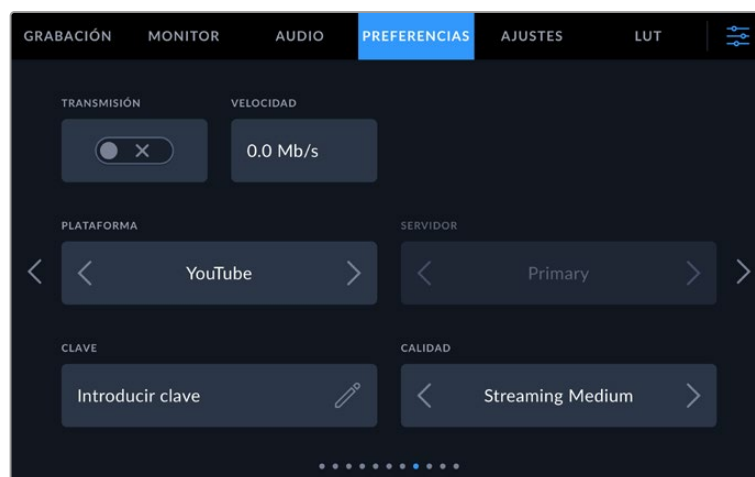 GRABACIÓN MONITOR AUDIO PREFERENCIAS AJUSTES LUT
TRANSMISIÓN VELOCIDAD
0.0 Mb/s
PLATAFORMA SERVIDOR
YouTube Primary
CLAVE CALIDAD
Introducir clave Streaming Medium